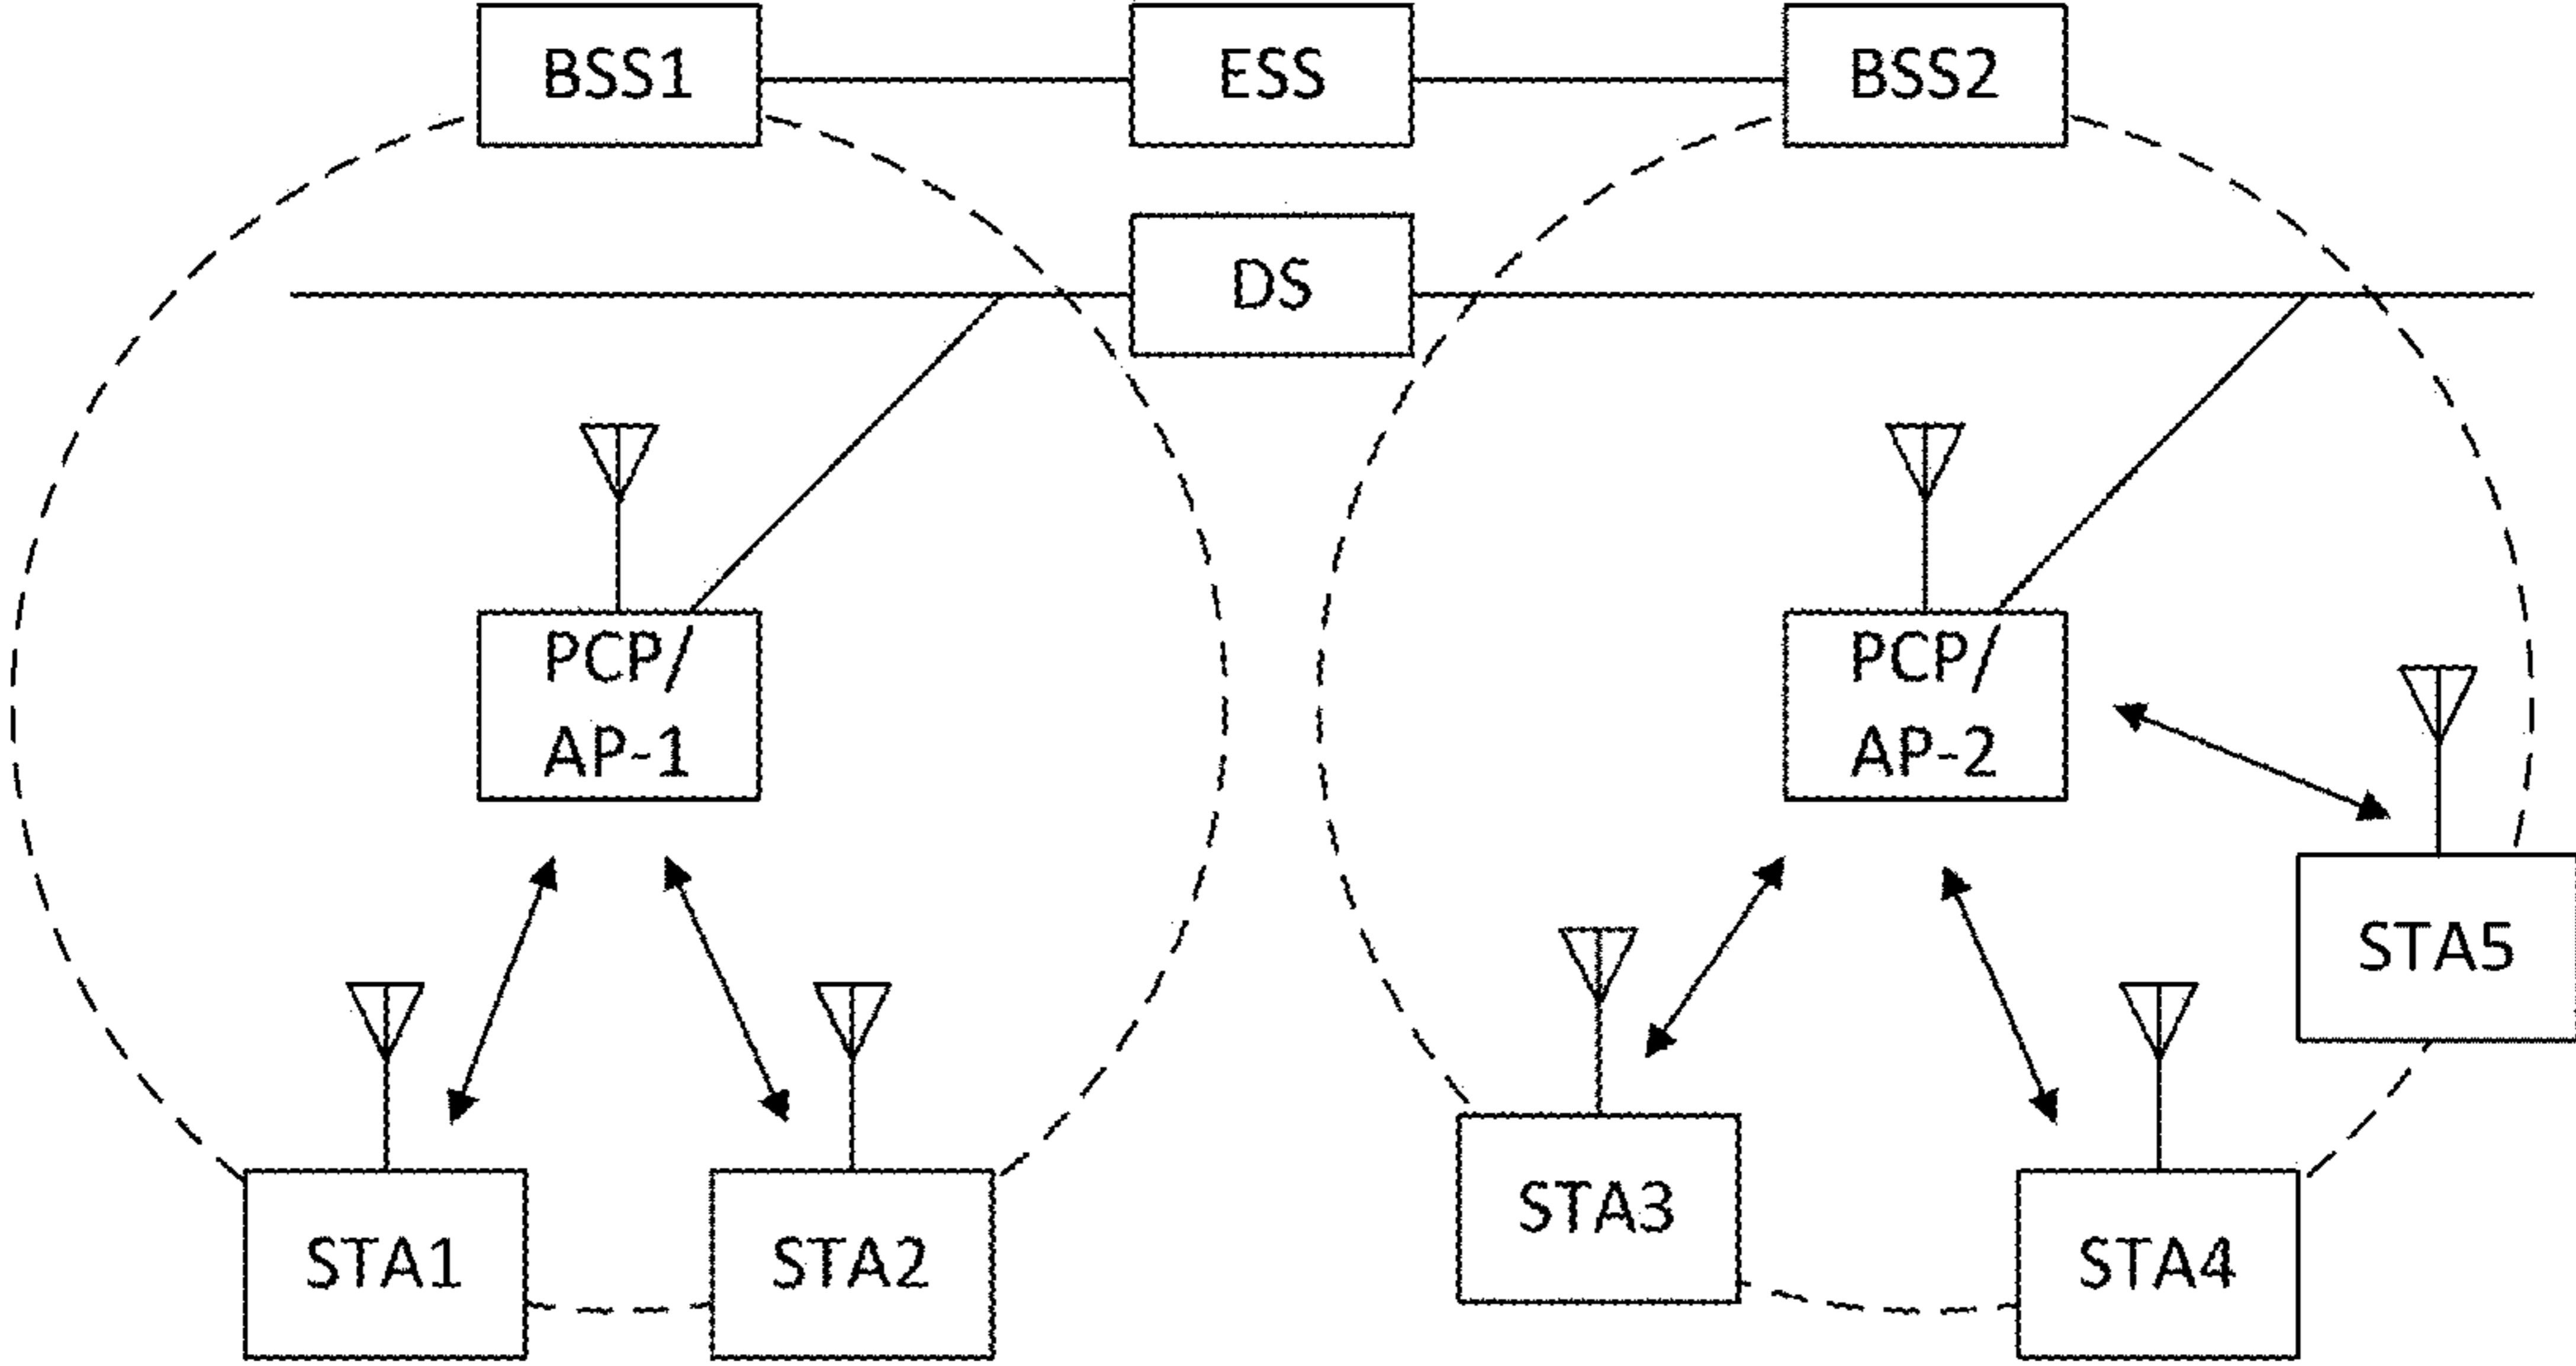 BSS1
ESS
BSS2
DS
PCP/
AP-1
PCP/
AP-2
STA5
STA3
STA1
STA2
STA4